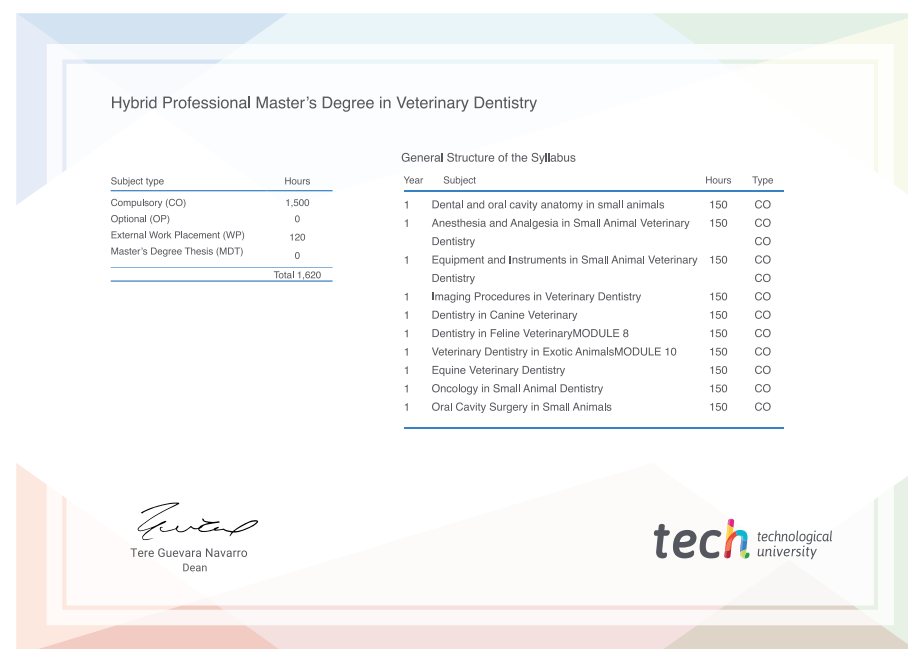 Hybrid Professional Master's Degree in Veterinary Dentistry
Subject type Hours
Compulsory (CO) 1,500
Optional (OP) 0
External Work Placement (WP) 120
Master's Degree Thesis (MDT) 0
Total 1,620
General Structure of the Syllabus
Year Subject Hours Type
1 Dental and oral cavity anatomy in small animals 150 CO
1 Anesthesia and Analgesia in Small Animal Veterinary 150 CO
Dentistry CO
1 Equipment and Instruments in Small Animal Veterinary 150 CO
Dentistry CO
1 Imaging Procedures in Veterinary Dentistry 150 CO
1 Dentistry in Canine Veterinary 150 CO
1 Dentistry in Feline VeterinaryMODULE 8 150 CO
1 Veterinary Dentistry in Exotic AnimalsMODULE 10 150 CO
1 Equine Veterinary Dentistry 150 CO
1 Oncology in Small Animal Dentistry 150 CO
1 Oral Cavity Surgery in Small Animals 150 CO
Tere Guevara Navarro
Dean
tech technological
university